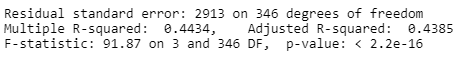 Residual standard error: 2913 on 346 degrees of freedom
Multiple R-squared:  0.4434,    Adjusted R-squared:  0.4385
F-statistic: 91.87 on 3 and 346 DF,  p-value: < 2.2e-16